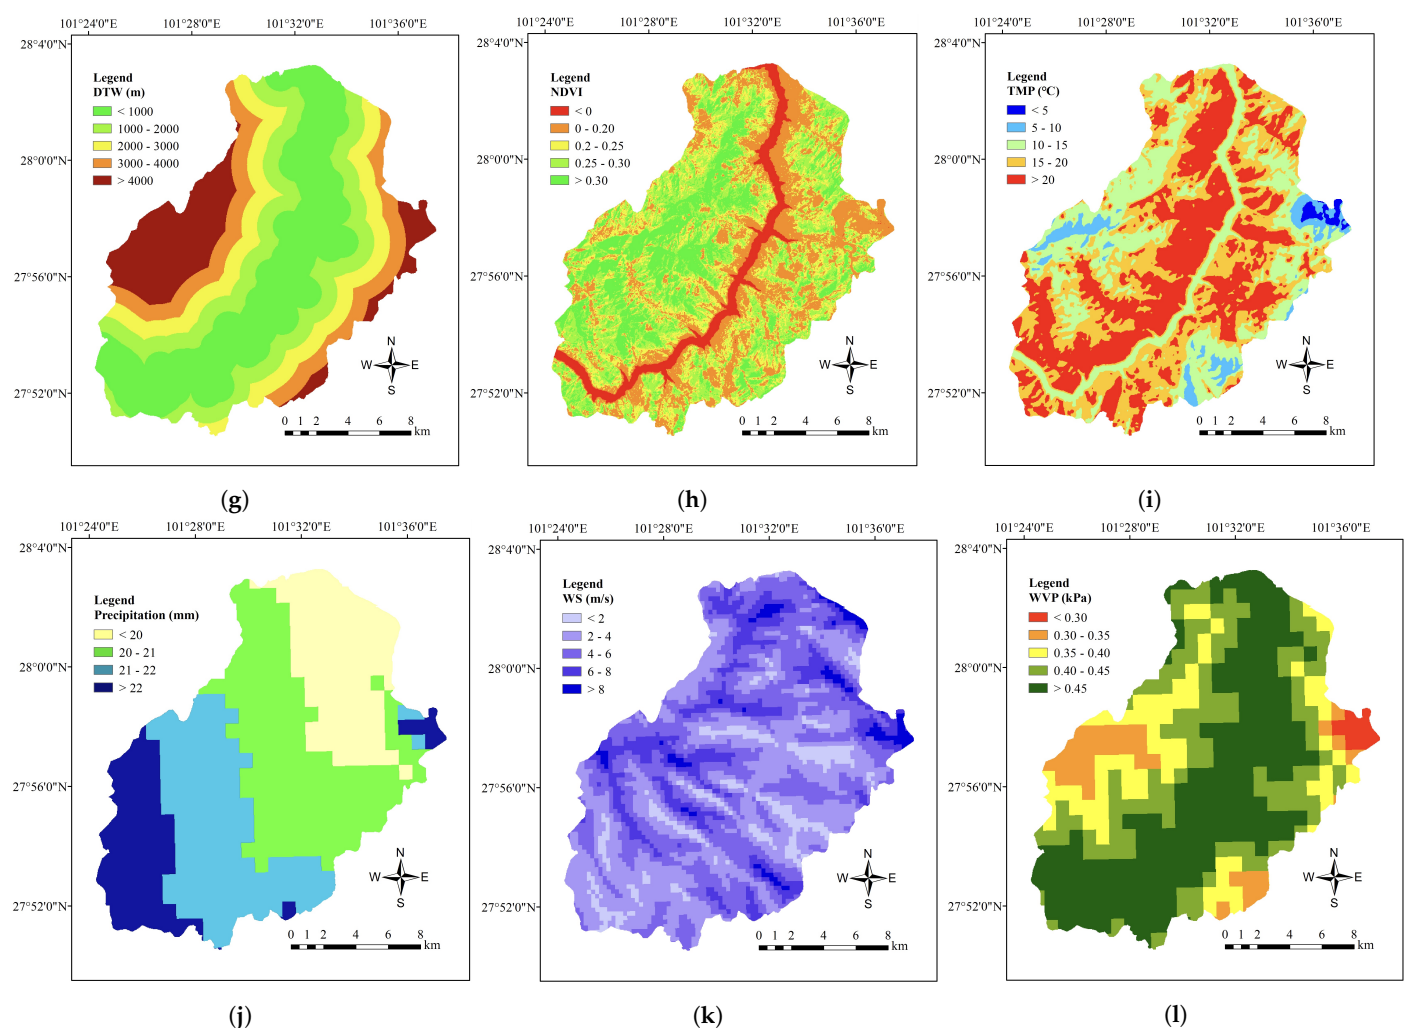 101°24'0"E 101°28'0"E 101°32'0"E 101°36'0"E
28°4'0"N
28°0'0"N
27°56'0"N
27°52'0"N
Legend
DTW (m)
< 1000
1000 - 2000
2000 - 3000
3000 - 4000
> 4000
N
W E
S
0 1 2 4 6 8
km
(g)
101°24'0"E 101°28'0"E 101°32'0"E 101°36'0"E
28°4'0"N
28°0'0"N
27°56'0"N
27°52'0"N
Legend
NDVI
< 0
0 - 0.20
0.2 - 0.25
0.25 - 0.30
> 0.30
N
W E
S
0 1 2 4 6 8
km
(h)
101°24'0"E 101°28'0"E 101°32'0"E 101°36'0"E
28°4'0"N
28°0'0"N
27°56'0"N
27°52'0"N
Legend
TMP (℃)
< 5
5 - 10
10 - 15
15 - 20
> 20
N
W E
S
0 1 2 4 6 8
km
(i)
101°24'0"E 101°28'0"E 101°32'0"E 101°36'0"E
28°4'0"N
28°0'0"N
27°56'0"N
27°52'0"N
Legend
Precipitation (mm)
< 20
20 - 21
21 - 22
> 22
N
W E
S
0 1 2 4 6 8
km
(j)
101°24'0"E 101°28'0"E 101°32'0"E 101°36'0"E
28°4'0"N
28°0'0"N
27°56'0"N
27°52'0"N
Legend
WS (m/s)
< 2
2 - 4
4 - 6
6 - 8
> 8
N
W E
S
0 1 2 4 6 8
km
(k)
101°24'0"E 101°28'0"E 101°32'0"E 101°36'0"E
28°4'0"N
28°0'0"N
27°56'0"N
27°52'0"N
Legend
WVP (kPa)
< 0.30
0.30 - 0.35
0.35 - 0.40
0.40 - 0.45
> 0.45
N
W E
S
0 1 2 4 6 8
km
(l)